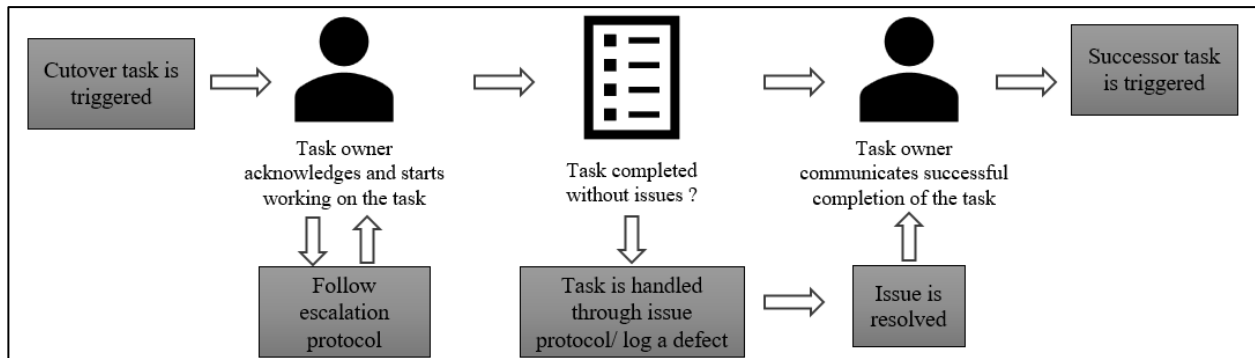 Cutover task is
triggered
Task owner
acknowledges and starts
working on the task
Task completed
without issues ?
Task owner
communicates successful
completion of the task
Successor task
is triggered
Follow
escalation
protocol
Task is handled
through issue
protocol/ log a defect
Issue is
resolved